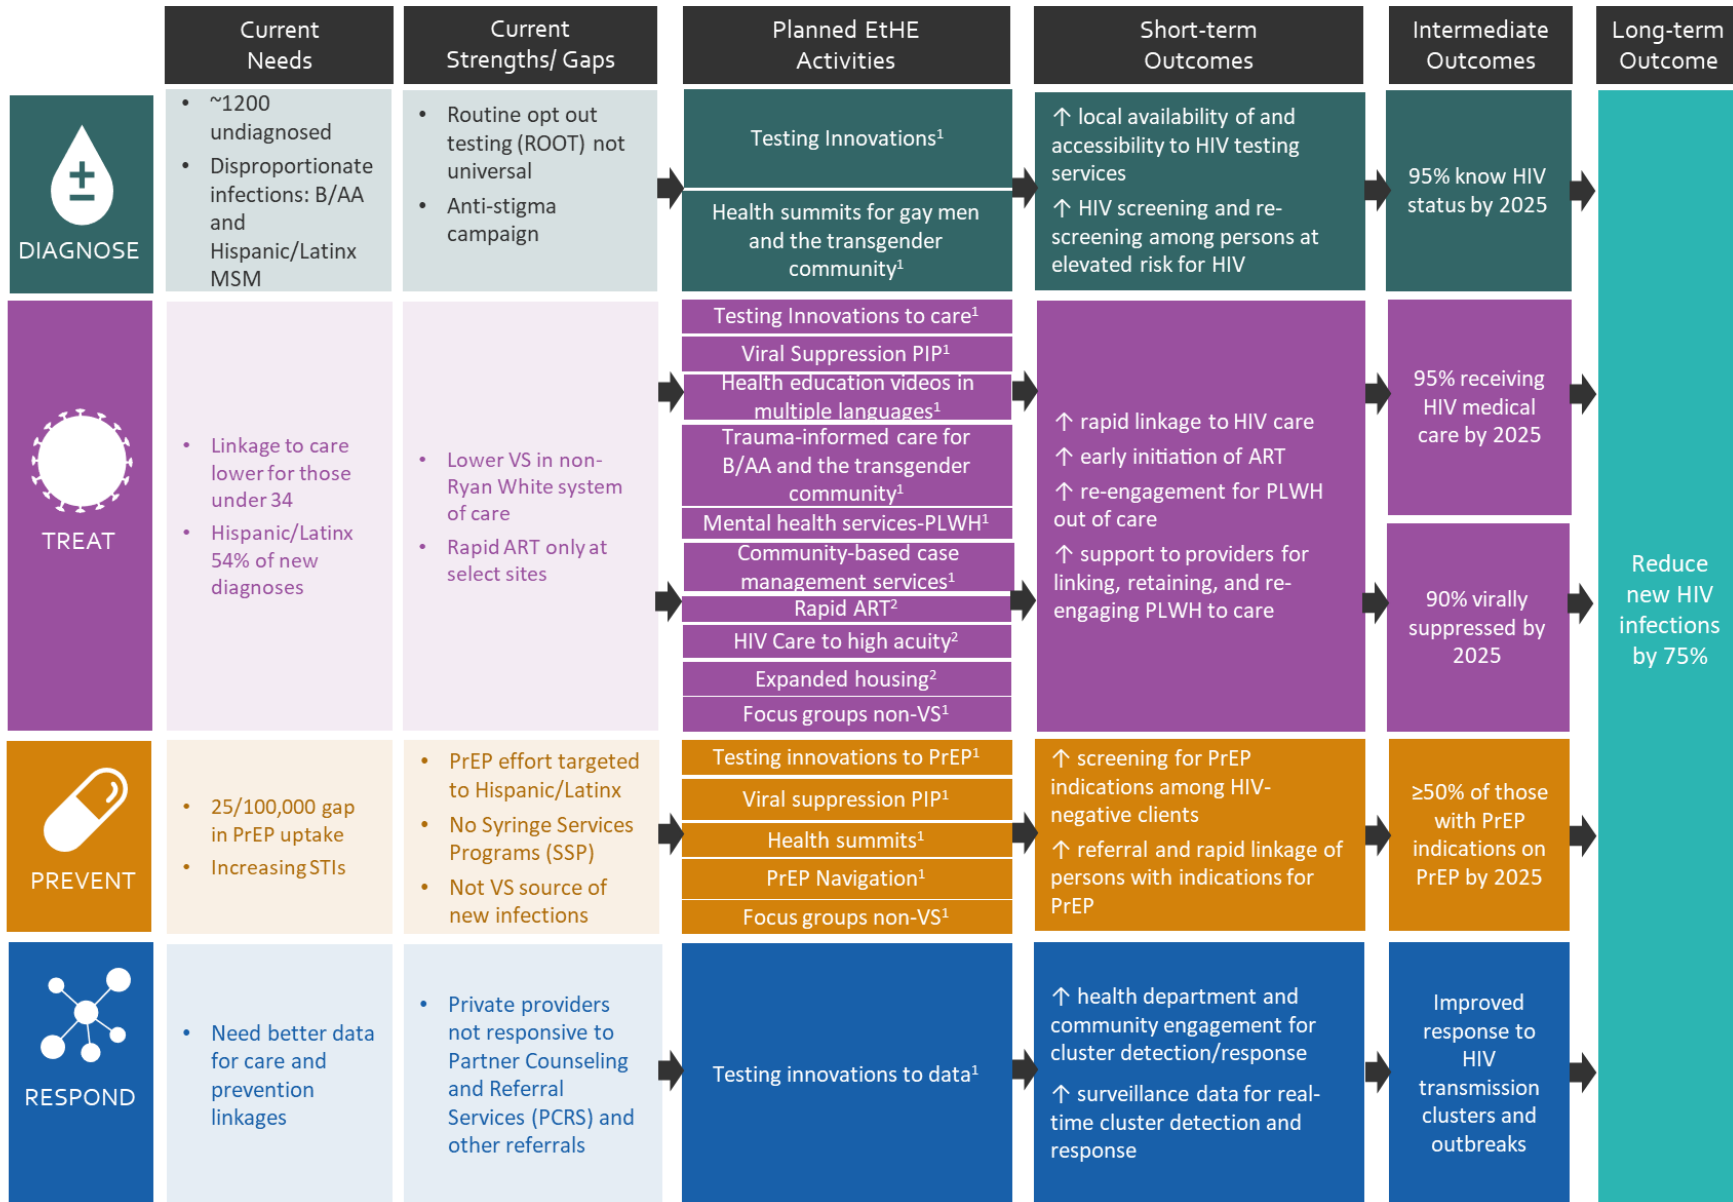 Current
Needs
Current
Strengths/ Gaps
Planned EtHE
Activities
Short-term
Outcomes
Intermediate
Outcomes
Long-term
Outcome
DIAGNOSE
• ~1200
undiagnosed
• Disproportionate
infections: B/AA
and
Hispanic/Latinx
MSM
• Routine opt out
testing (ROOT) not
universal
• Anti-stigma
campaign
Testing Innovations¹
Health summits for gay men
and the transgender
community¹
↑ local availability of and
accessibility to HIV testing
services
↑ HIV screening and re-
screening among persons at
elevated risk for HIV
95% know HIV
status by 2025
TREAT
• Linkage to care
lower for those
under 34
• Hispanic/Latinx
54% of new
diagnoses
• Lower VS in non-
Ryan White system
of care
• Rapid ART only at
select sites
Testing Innovations to care¹
Viral Suppression PIP¹
Health education videos in
multiple languages¹
Trauma-informed care for
B/AA and the transgender
community¹
Mental health services-PLWH¹
Community-based case
management services¹
Rapid ART²
HIV Care to high acuity²
Expanded housing²
Focus groups non-VS¹
↑ rapid linkage to HIV care
↑ early initiation of ART
↑ re-engagement for PLWH
out of care
↑ support to providers for
linking, retaining, and re-
engaging PLWH to care
95% receiving
HIV medical
care by 2025
90% virally
suppressed by
2025
PREVENT
• 25/100,000 gap
in PrEP uptake
• Increasing STIs
• PrEP effort targeted
to Hispanic/Latinx
• No Syringe Services
Programs (SSP)
• Not VS source of
new infections
Testing innovations to PrEP¹
Viral suppression PIP¹
Health summits¹
PrEP Navigation¹
Focus groups non-VS¹
↑ screening for PrEP
indications among HIV-
negative clients
↑ referral and rapid linkage of
persons with indications for
PrEP
≥50% of those
with PrEP
indications on
PrEP by 2025
RESPOND
• Need better data
for care and
prevention
linkages
• Private providers
not responsive to
Partner Counseling
and Referral
Services (PCRS) and
other referrals
Testing innovations to data¹
↑ health department and
community engagement for
cluster detection/response
↑ surveillance data for real-
time cluster detection and
response
Improved
response to
HIV
transmission
clusters and
outbreaks
Reduce
new HIV
infections
by 75%